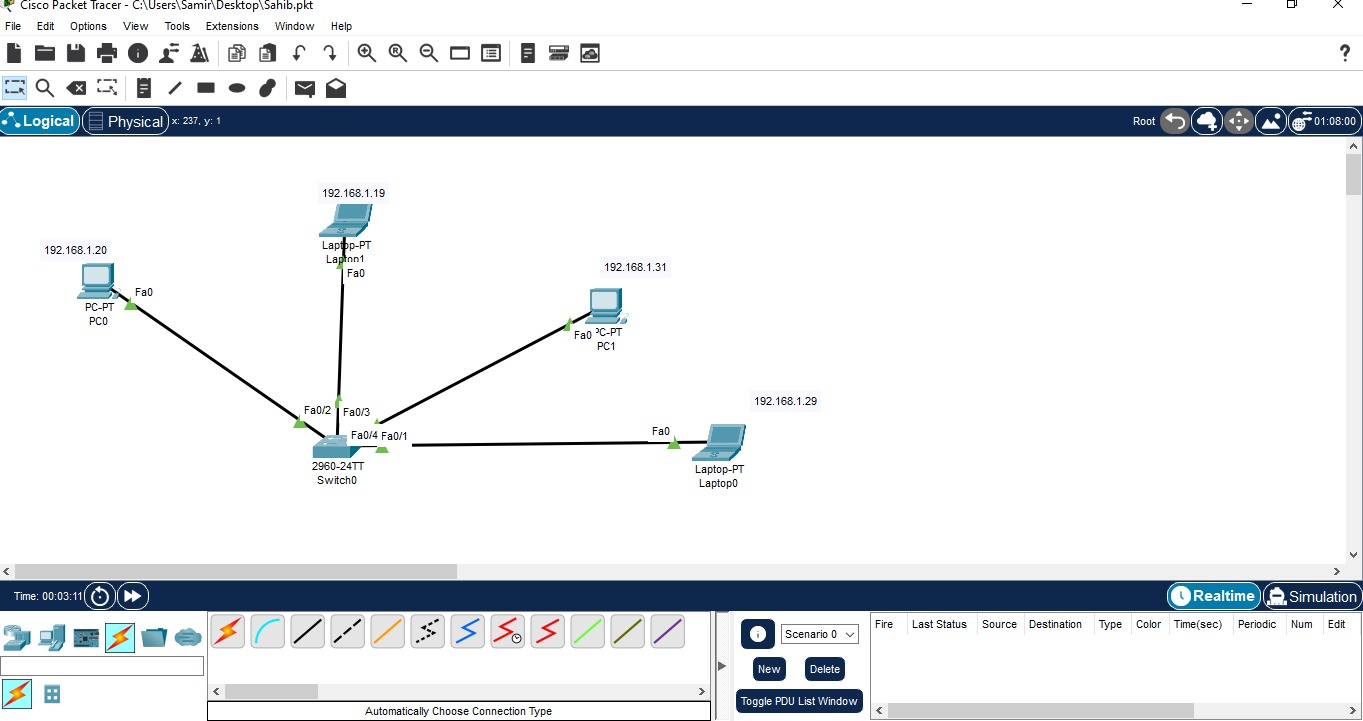 Cisco Packet Tracer - C:\Users\Samir\Desktop\Sahib.pkt
File Edit Options View Tools Extensions Window Help
?
Logical Physical x: 237, y: 1 Root 01:08:00
192.168.1.19
Laptop-PT
Laptop1
Fa0
192.168.1.20
Fa0
PC-PT
PC0
192.168.1.31
Fa0 PC-PT
PC1
192.168.1.29
Fa0
Laptop-PT
Laptop0
Fa0/2 Fa0/3
Fa0/4 Fa0/1
2960-24TT
Switch0
Time: 00:03:11 Realtime Simulation
Scenario 0
New Delete
Toggle PDU List Window
Fire Last Status Source Destination Type Color Time(sec) Periodic Num Edit
Automatically Choose Connection Type